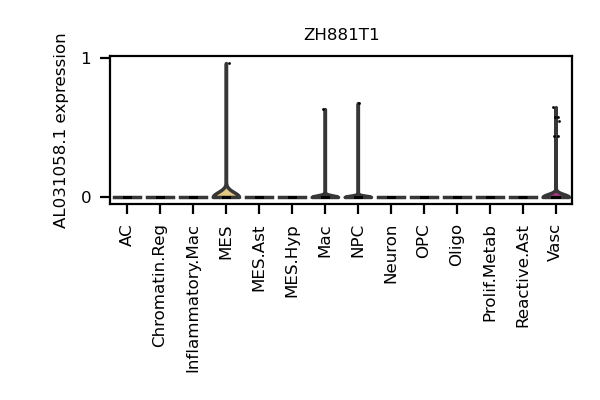 ZH881T1
AL031058.1 expression
1
0
AC
Chromatin.Reg
Inflammatory.Mac
MES
MES.Ast
MES.Hyp
Mac
NPC
Neuron
OPC
Oligo
Prolif.Metab
Reactive.Ast
Vasc